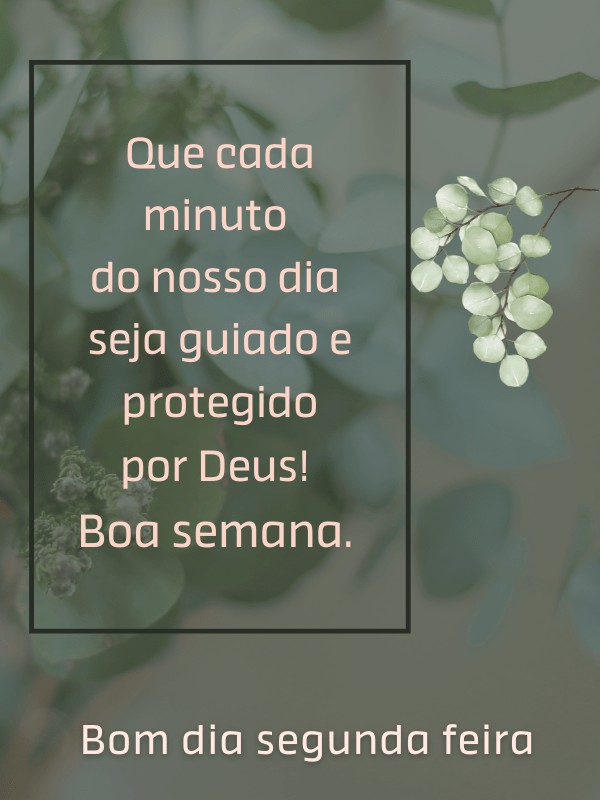 Que cada
minuto
do nosso dia
seja guiado e
protegido
por Deus!
Boa semana.
Bom dia segunda feira